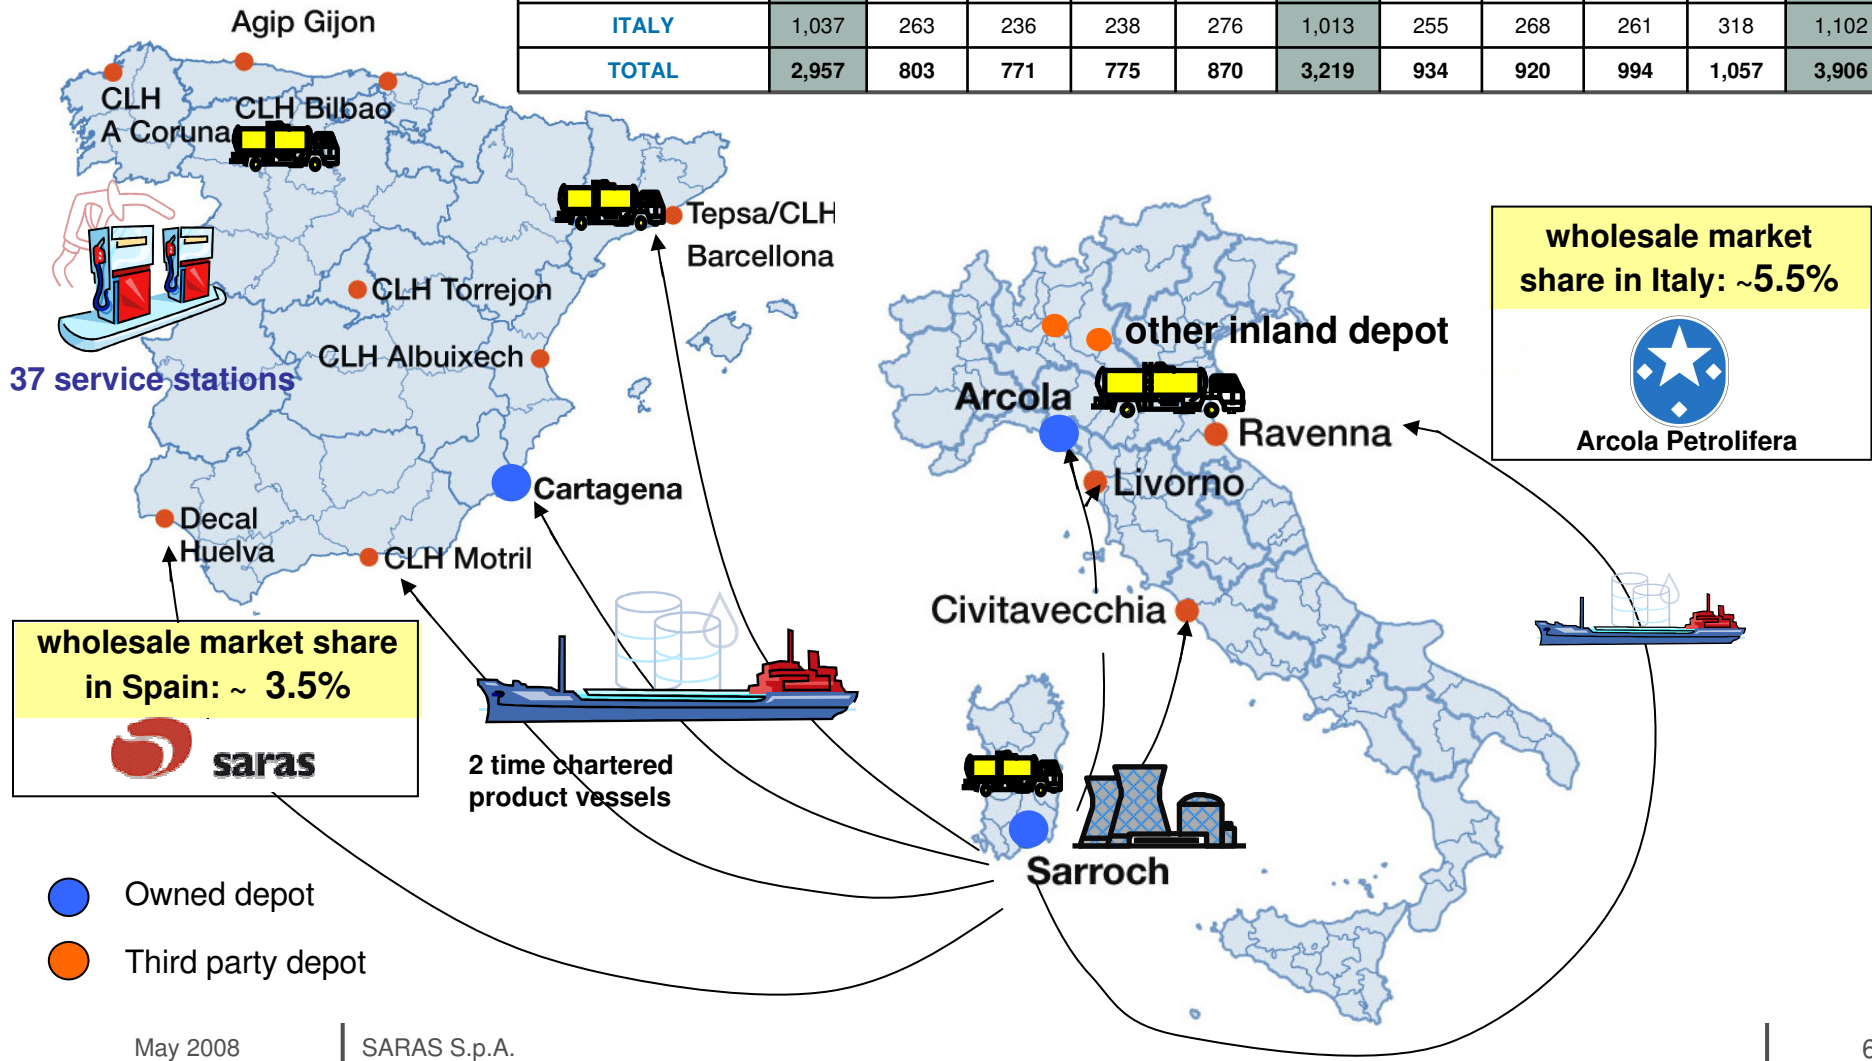 ITALY 1,037 263 236 238 276 1,013 255 268 261 318 1,102
TOTAL 2,957 803 771 775 870 3,219 934 920 994 1,057 3,906
Agip Gijon
CLH
A Coruna
CLH Bilbao
Tepsa/CLH
Barcellona
CLH Torrejon
CLH Albuixech
37 service stations
Cartagena
Decal
Huelva
CLH Motril
wholesale market share
in Spain: ~ 3.5%
saras
2 time chartered
product vessels
wholesale market
share in Italy: ~5.5%
Arcola Petrolifera
other inland depot
Arcola
Ravenna
Livorno
Civitavecchia
Sarroch
Owned depot
Third party depot
May 2008
SARAS S.p.A.
6